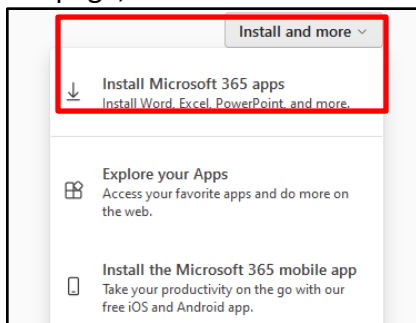 Install and more
Install Microsoft 365 apps
Install Word, Excel, PowerPoint, and more.
Explore your Apps
Access your favorite apps and do more on
the web.
Install the Microsoft 365 mobile app
Take your productivity on the go with our
free iOS and Android app.